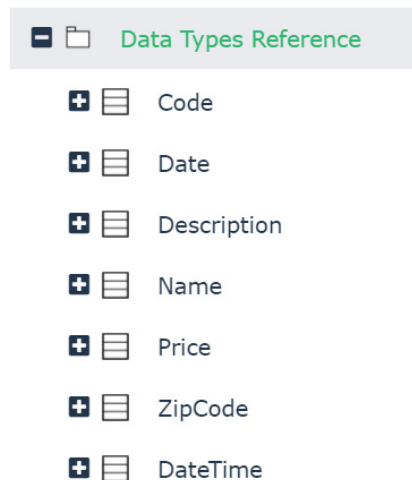 Data Types Reference
Code
Date
Description
Name
Price
ZipCode
DateTime